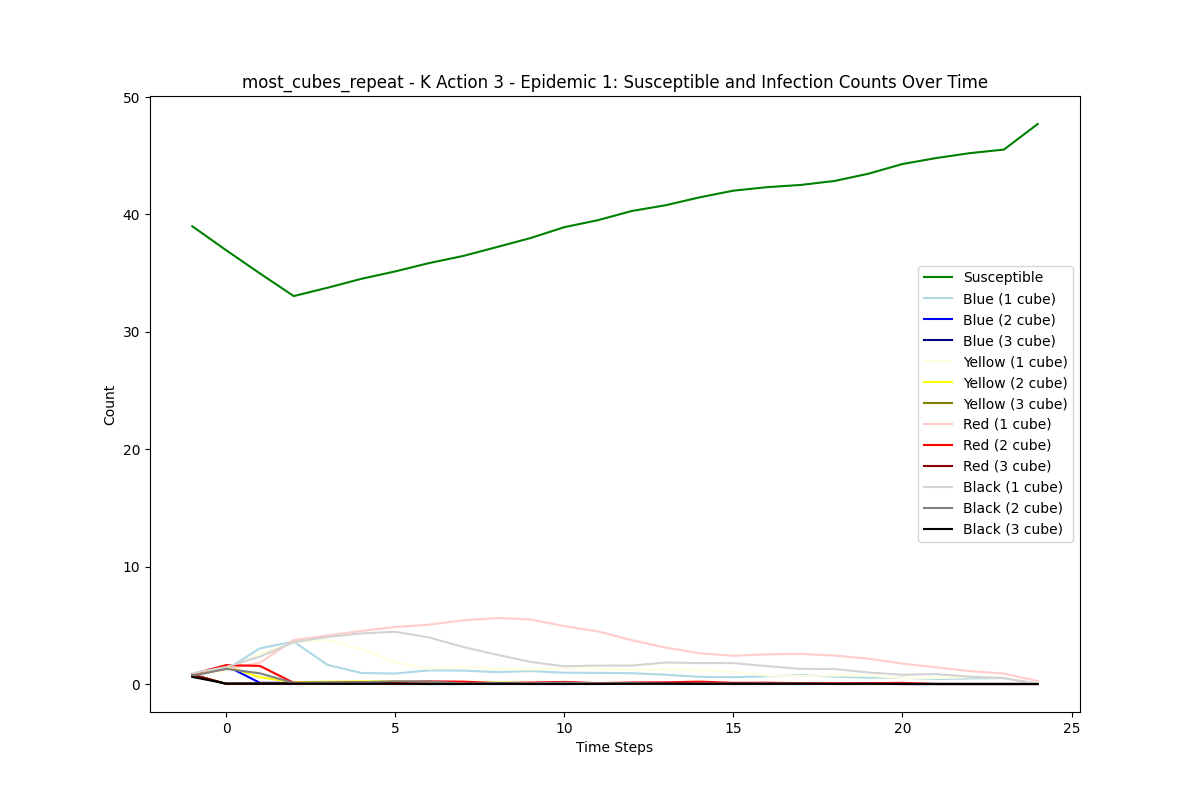 most_cubes_repeat - K Action 3 - Epidemic 1: Susceptible and Infection Counts Over Time
50
40
30
20
10
0
Count
Susceptible
Blue (1 cube)
Blue (2 cube)
Blue (3 cube)
Yellow (1 cube)
Yellow (2 cube)
Yellow (3 cube)
Red (1 cube)
Red (2 cube)
Red (3 cube)
Black (1 cube)
Black (2 cube)
Black (3 cube)
0 5 10 15 20 25
Time Steps